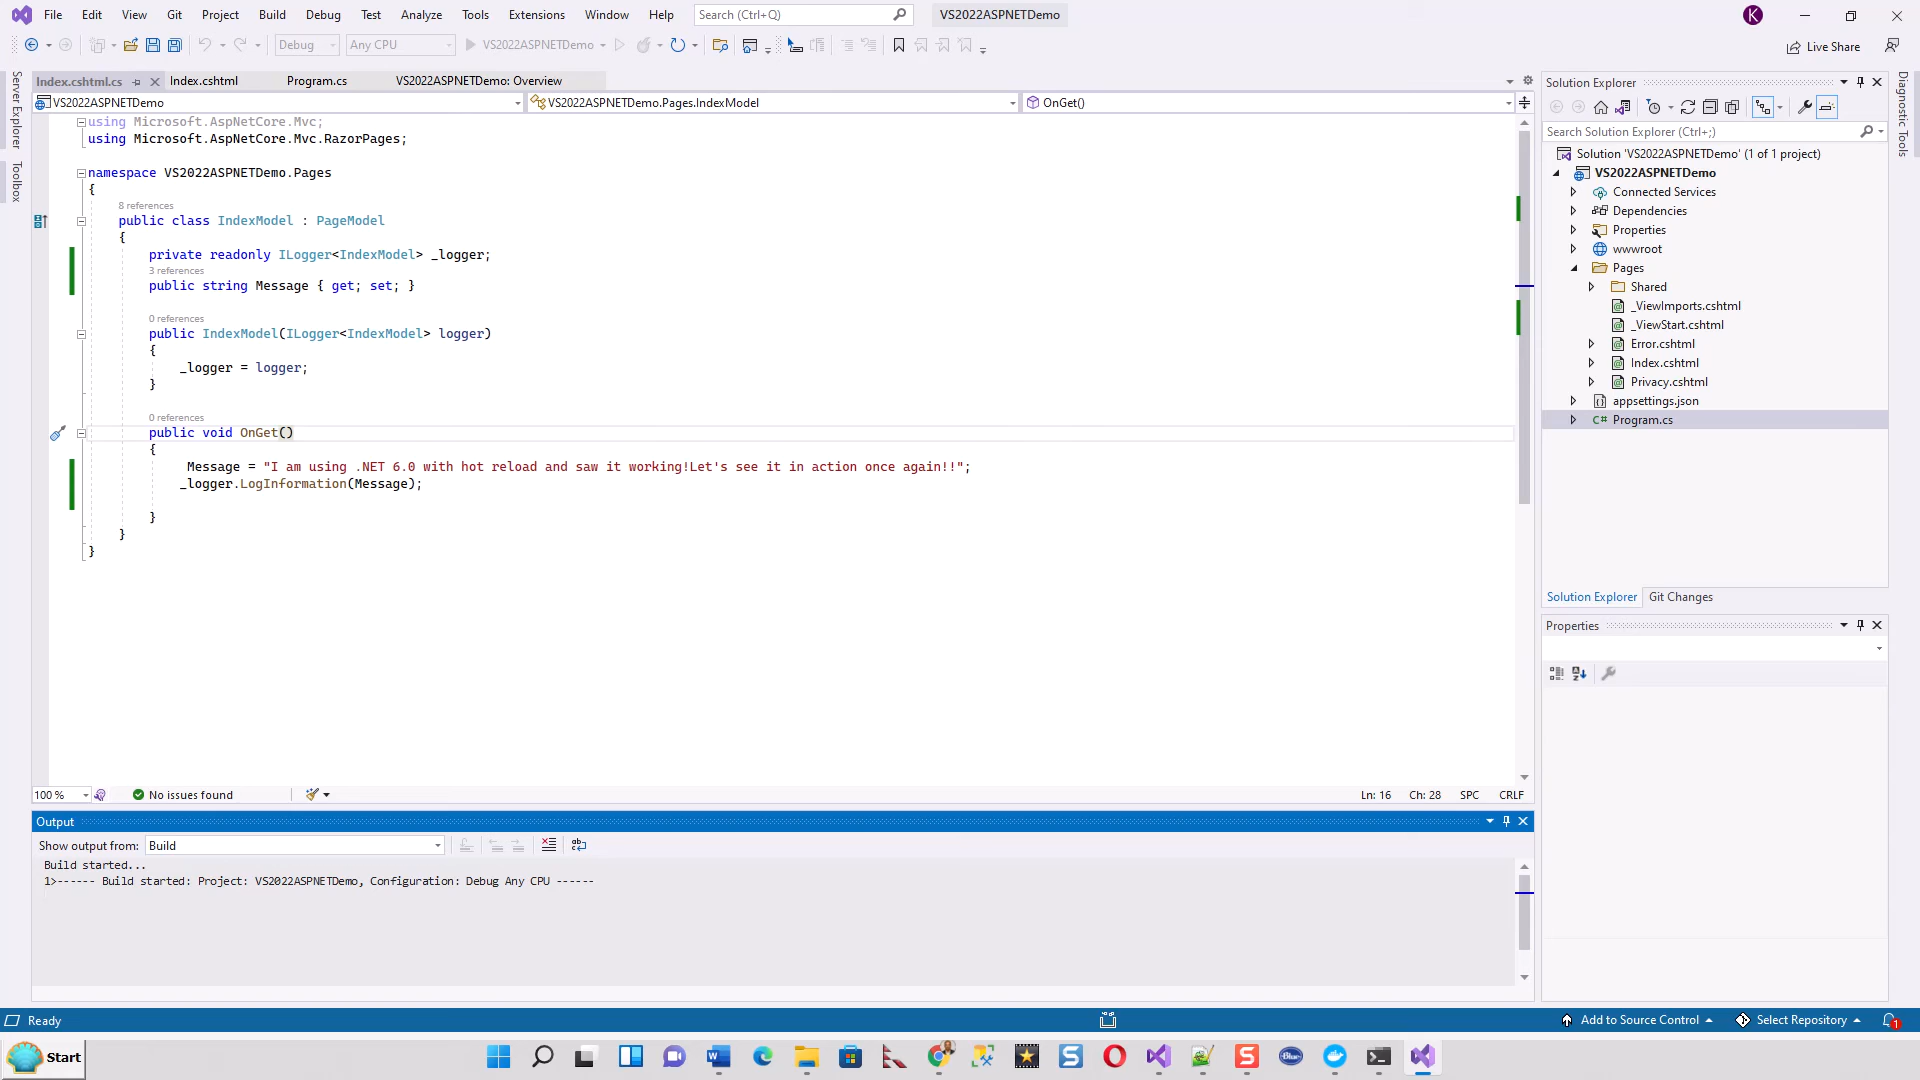 File Edit View Git Project Build Debug Test Analyze Tools Extensions Window Help Search (Ctrl+Q) VS2022ASPNETDemo K
Debug Any CPU VS2022ASPNETDemo Live Share
Index.cshtml.cs Index.cshtml Program.cs VS2022ASPNETDemo: Overview
VS2022ASPNETDemo VS2022ASPNETDemo.Pages.IndexModel OnGet()
Server Explorer
Toolbox
using Microsoft.AspNetCore.Mvc;
using Microsoft.AspNetCore.Mvc.RazorPages;
namespace VS2022ASPNETDemo.Pages
{
8 references
public class IndexModel : PageModel
{
private readonly ILogger<IndexModel> _logger;
3 references
public string Message { get; set; }
0 references
public IndexModel(ILogger<IndexModel> logger)
{
_logger = logger;
}
0 references
public void OnGet()
{
Message = "I am using .NET 6.0 with hot reload and saw it working!Let's see it in action once again!!";
_logger.LogInformation(Message);
}
}
}
100 % No issues found Ln: 16 Ch: 28 SPC CRLF
Output
Show output from: Build
Build started...
1>------ Build started: Project: VS2022ASPNETDemo, Configuration: Debug Any CPU ------
Solution Explorer
Search Solution Explorer (Ctrl+;)
Solution 'VS2022ASPNETDemo' (1 of 1 project)
VS2022ASPNETDemo
Connected Services
Dependencies
Properties
wwwroot
Pages
Shared
_ViewImports.cshtml
_ViewStart.cshtml
Error.cshtml
Index.cshtml
Privacy.cshtml
appsettings.json
C# Program.cs
Solution Explorer Git Changes
Properties
Diagnostic Tools
Ready Add to Source Control Select Repository 1
Start